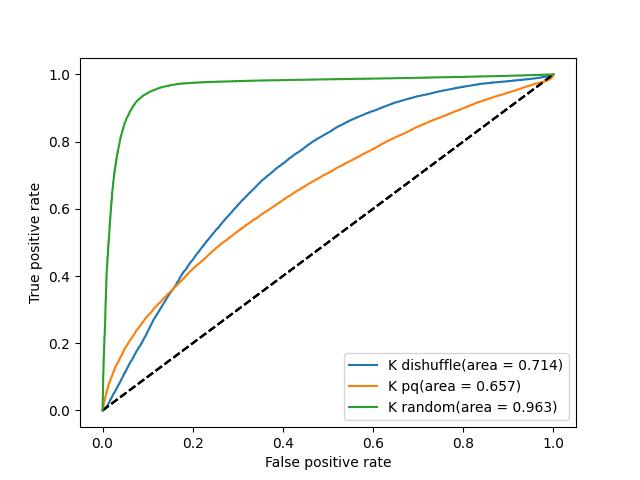 1.0
0.8
0.6
0.4
0.2
0.0
True positive rate
K dishuffle(area = 0.714)
K pq(area = 0.657)
K random(area = 0.963)
0.0 0.2 0.4 0.6 0.8 1.0
False positive rate